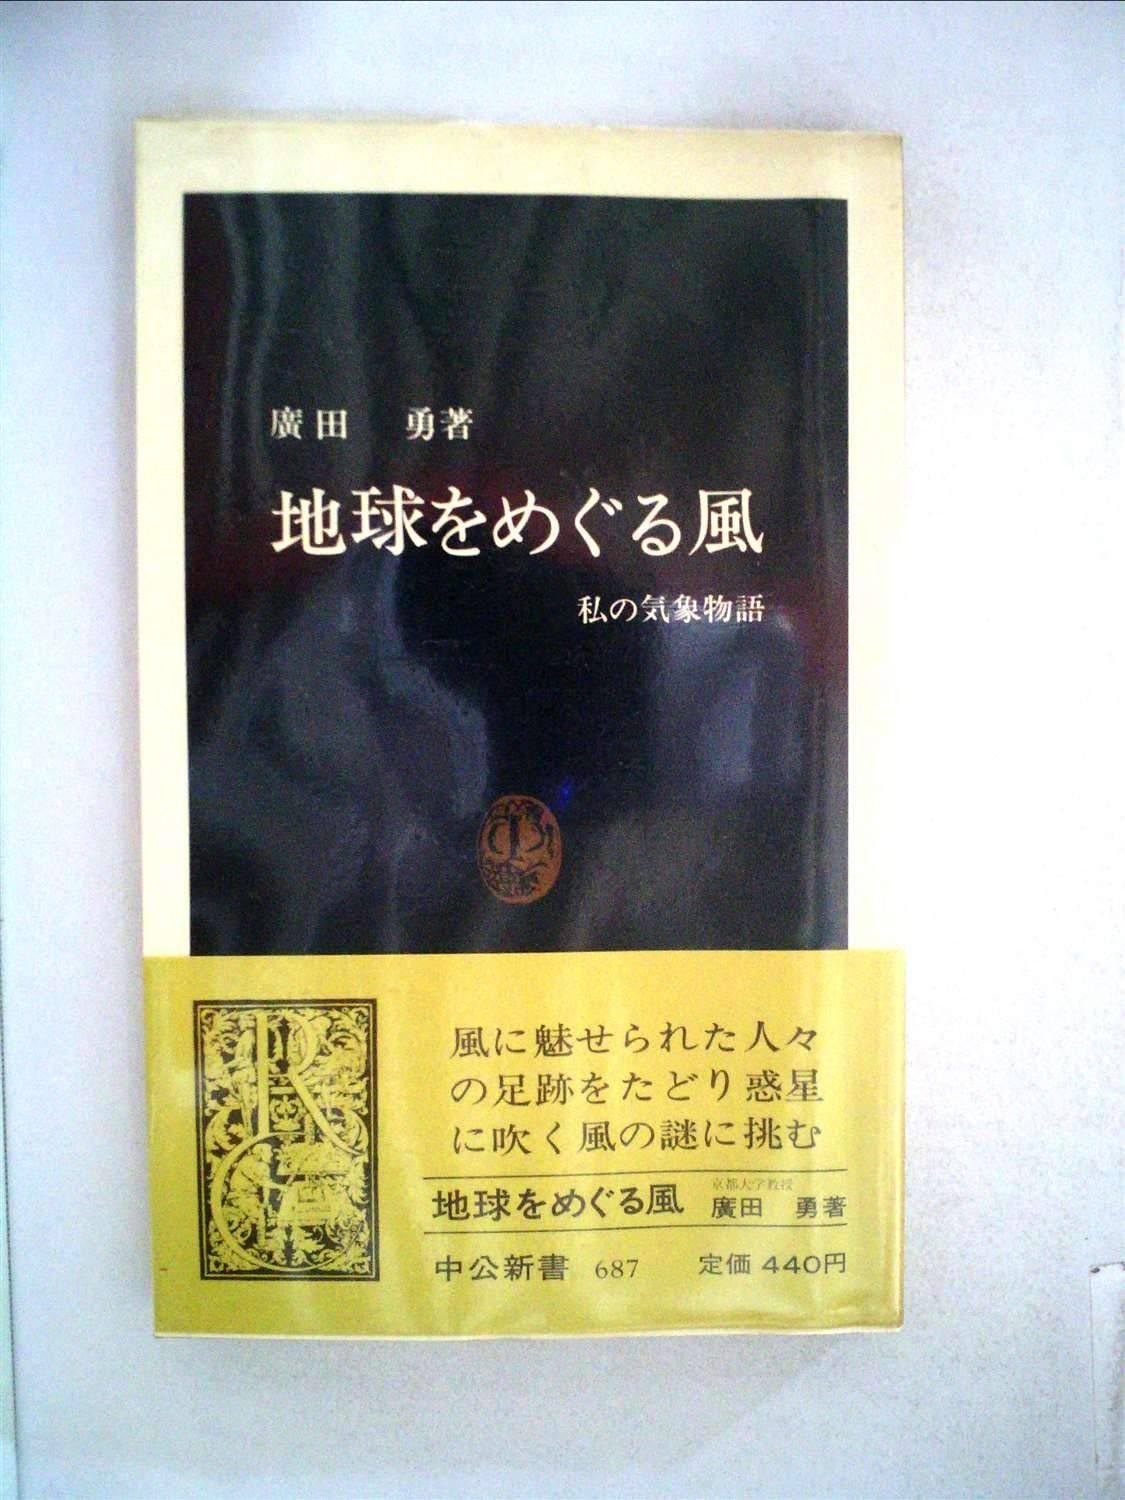 廣田 勇著
地球をめぐる風
私の気象物語
風に魅せられた人々
の足跡をたどり惑星
に吹く風の謎に挑む
地球をめぐる風
京都大学教授
廣田 勇著
中公新書 687 定価 440円